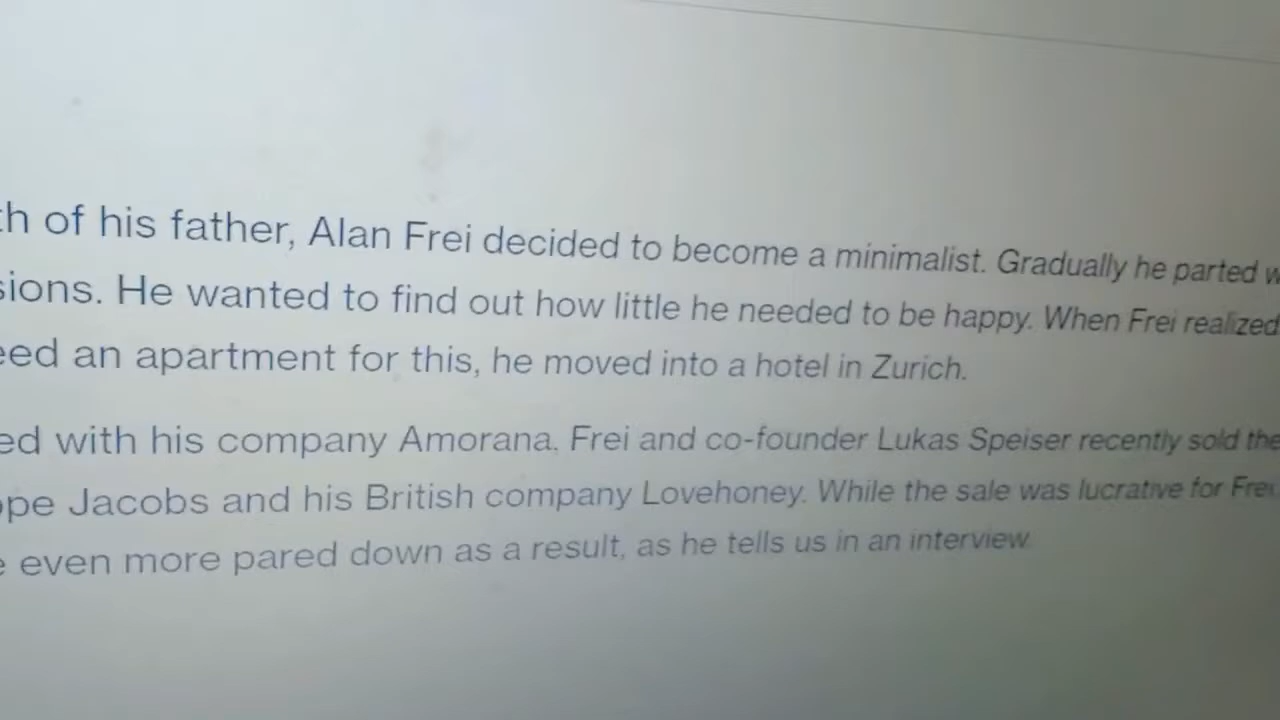 th of his father, Alan Frei decided to become a minimalist. Gradually he parted w
sions. He wanted to find out how little he needed to be happy. When Frei realized
eed an apartment for this, he moved into a hotel in Zurich.
ed with his company Amorana. Frei and co-founder Lukas Speiser recently sold the
ppe Jacobs and his British company Lovehoney. While the sale was lucrative for Frei
e even more pared down as a result, as he tells us in an interview.